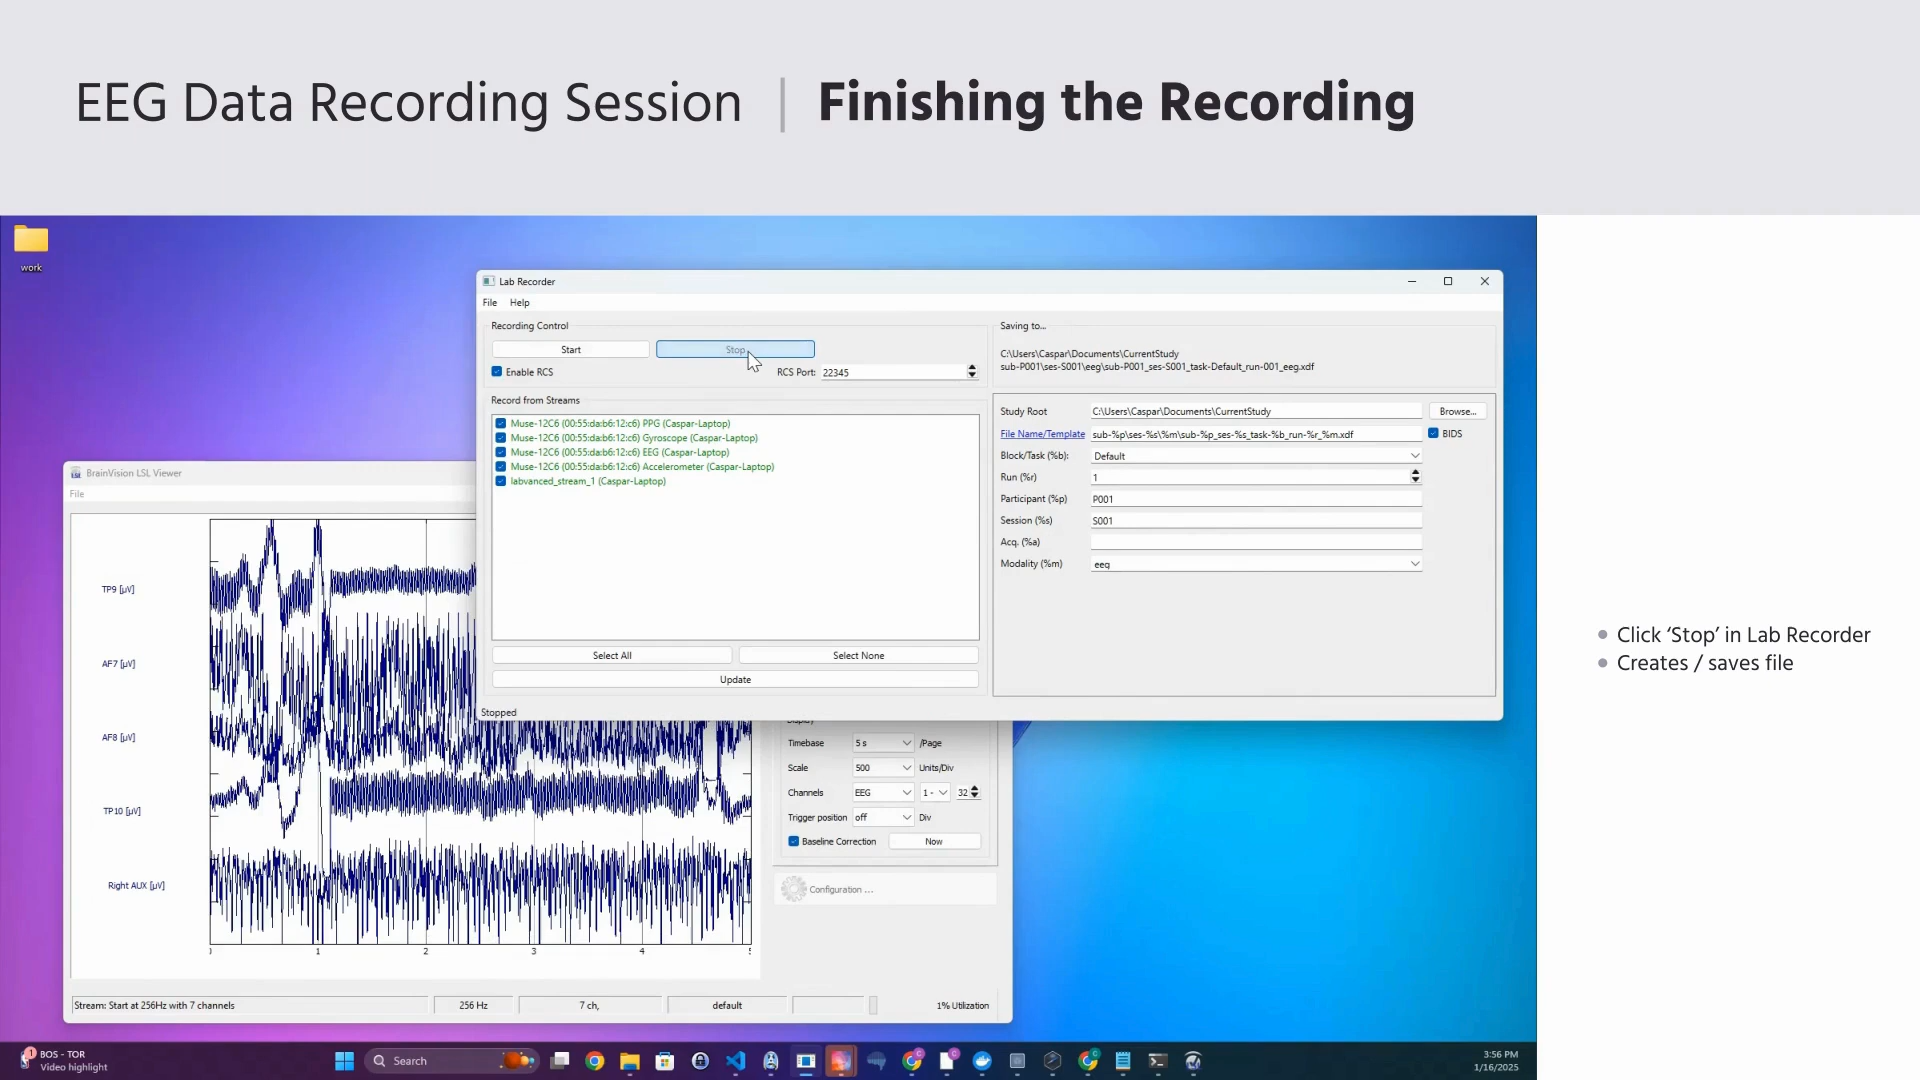 EEG Data Recording Session | Finishing the Recording
work
Lab Recorder
File Help
Recording Control
Start Stop
Enable RCS RCS Port: 22345
Record from Streams
Muse-12C6 (00:55:da:b6:12:c6) PPG (Caspar-Laptop)
Muse-12C6 (00:55:da:b6:12:c6) Gyroscope (Caspar-Laptop)
Muse-12C6 (00:55:da:b6:12:c6) EEG (Caspar-Laptop)
Muse-12C6 (00:55:da:b6:12:c6) Accelerometer (Caspar-Laptop)
labvanced_stream_1 (Caspar-Laptop)
Select All Select None
Update
Stopped
Saving to...
C:\Users\Caspar\Documents\CurrentStudy
sub-P001\ses-S001\eeg\sub-P001_ses-S001_task-Default_run-001_eeg.xdf
Study Root C:\Users\Caspar\Documents\CurrentStudy Browse...
File Name/Template sub-%p\ses-%s\%m\sub-%p_ses-%s_task-%b_run-%r_%m.xdf BIDS
Block/Task (%b): Default
Run (%r) 1
Participant (%p) P001
Session (%s) S001
Acq. (%a)
Modality (%m) eeg
BrainVision LSL Viewer
File
TP9 [µV]
AF7 [µV]
AF8 [µV]
TP10 [µV]
Right AUX [µV]
1 2 3 4
Timebase 5 s /Page
Scale 500 Units/Div
Channels EEG 1 - 32
Trigger position off Div
Baseline Correction Now
Configuration ...
Stream: Start at 256Hz with 7 channels 256 Hz 7 ch, default 1% Utilization
• Click ‘Stop’ in Lab Recorder
• Creates / saves file
1 BOS - TOR
Video highlight
Search
3:56 PM
1/16/2025